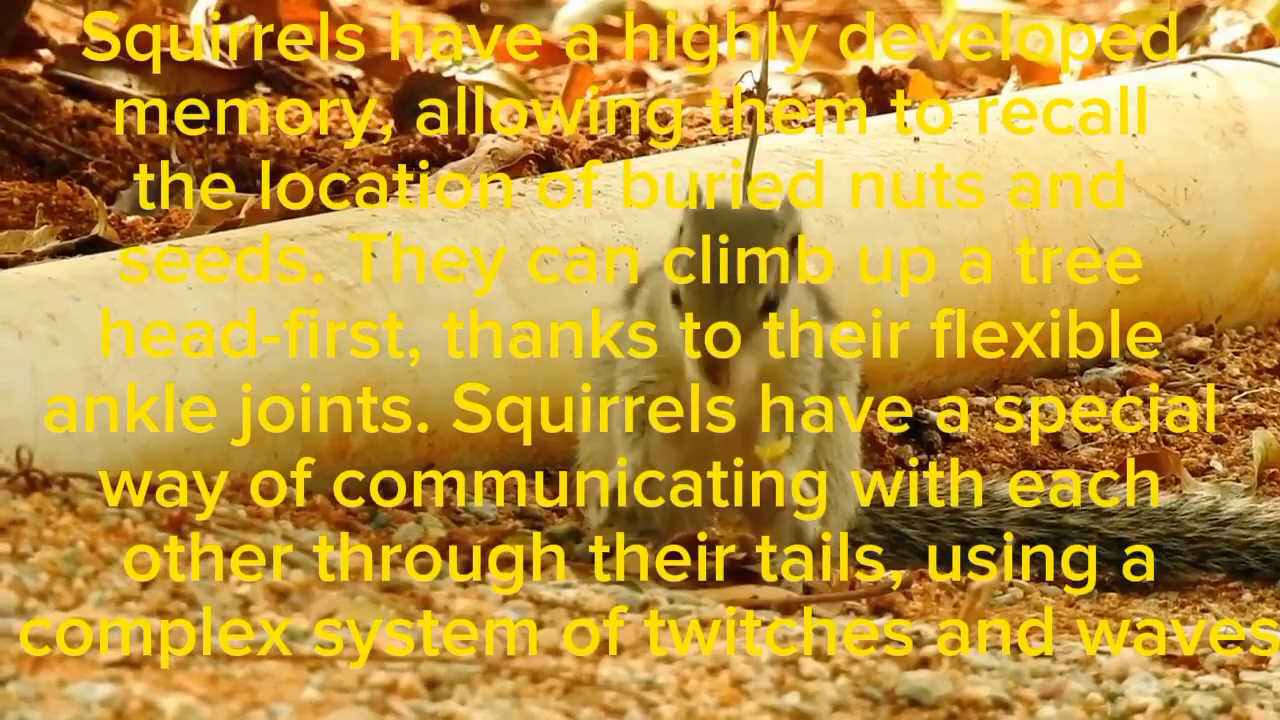 Squirrels have a highly developed
memory, allowing them to recall
the location of buried nuts and
seeds. They can climb up a tree
head-first, thanks to their flexible
ankle joints. Squirrels have a special
way of communicating with each
other through their tails, using a
complex system of twitches and waves